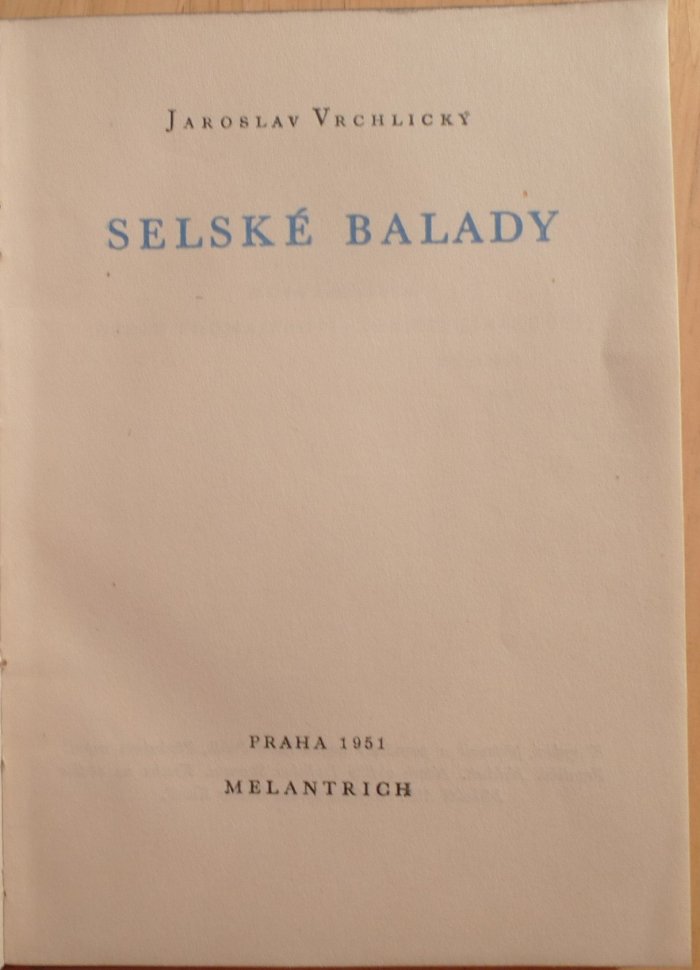 Jaroslav Vrchlický
SELSKÉ BALADY
PRAHA 1951
MELANTRICH